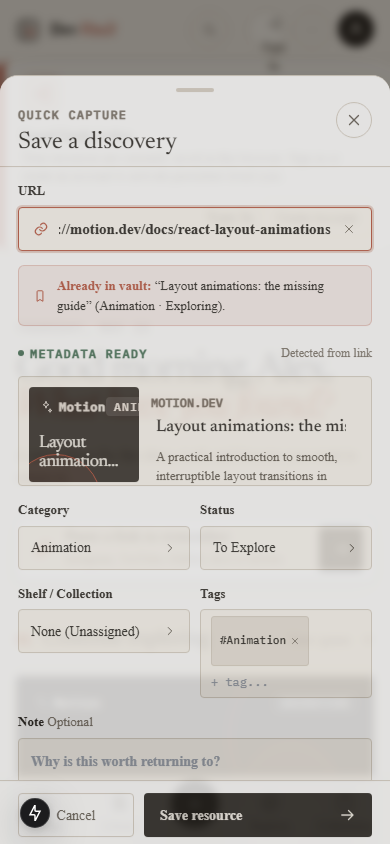 QUICK CAPTURE
Save a discovery
URL
://motion.dev/docs/react-layout-animations
Already in vault: “Layout animations: the missing
guide” (Animation · Exploring).
METADATA READY
Detected from link
Motion
ANI
Layout
animation...
MOTION.DEV
Layout animations: the mis
A practical introduction to smooth,
interruptible layout transitions in
Category
Status
Animation
To Explore
Shelf / Collection
Tags
None (Unassigned)
#Animation ×
+ tag...
Note Optional
Why is this worth returning to?
Cancel
Save resource